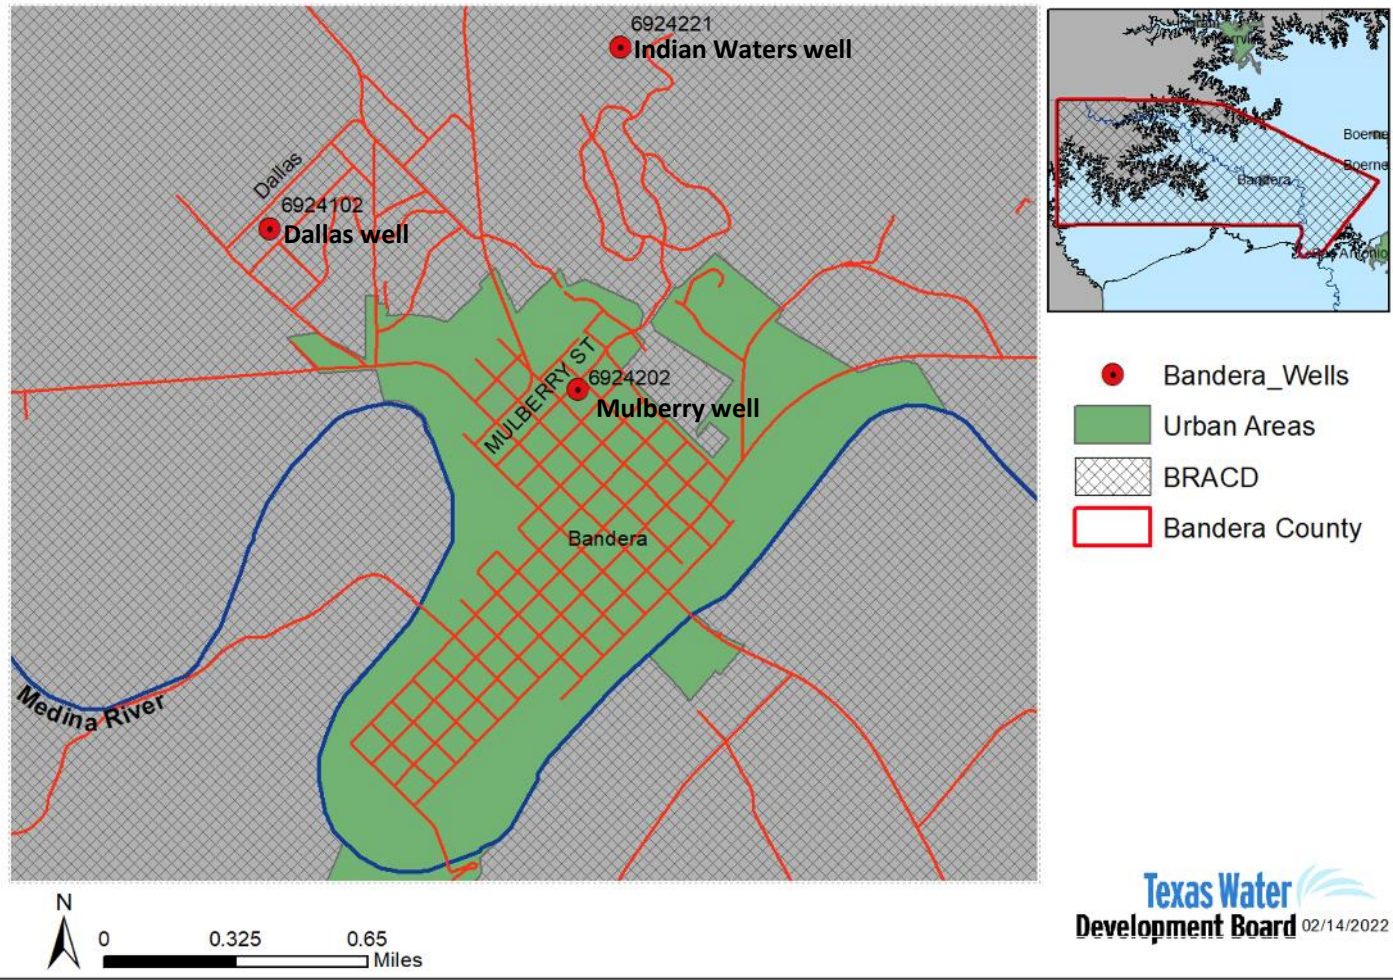 6924221
Indian Waters well
Dallas
6924102
Dallas well
MULBERRY ST
6924202
Mulberry well
Bandera
Medina River
N
0 0.325 0.65
Miles
Boerne
Boerne
Bandera
San Antonio
Bandera_Wells
Urban Areas
BRACD
Bandera County
Texas Water
Development Board 02/14/2022